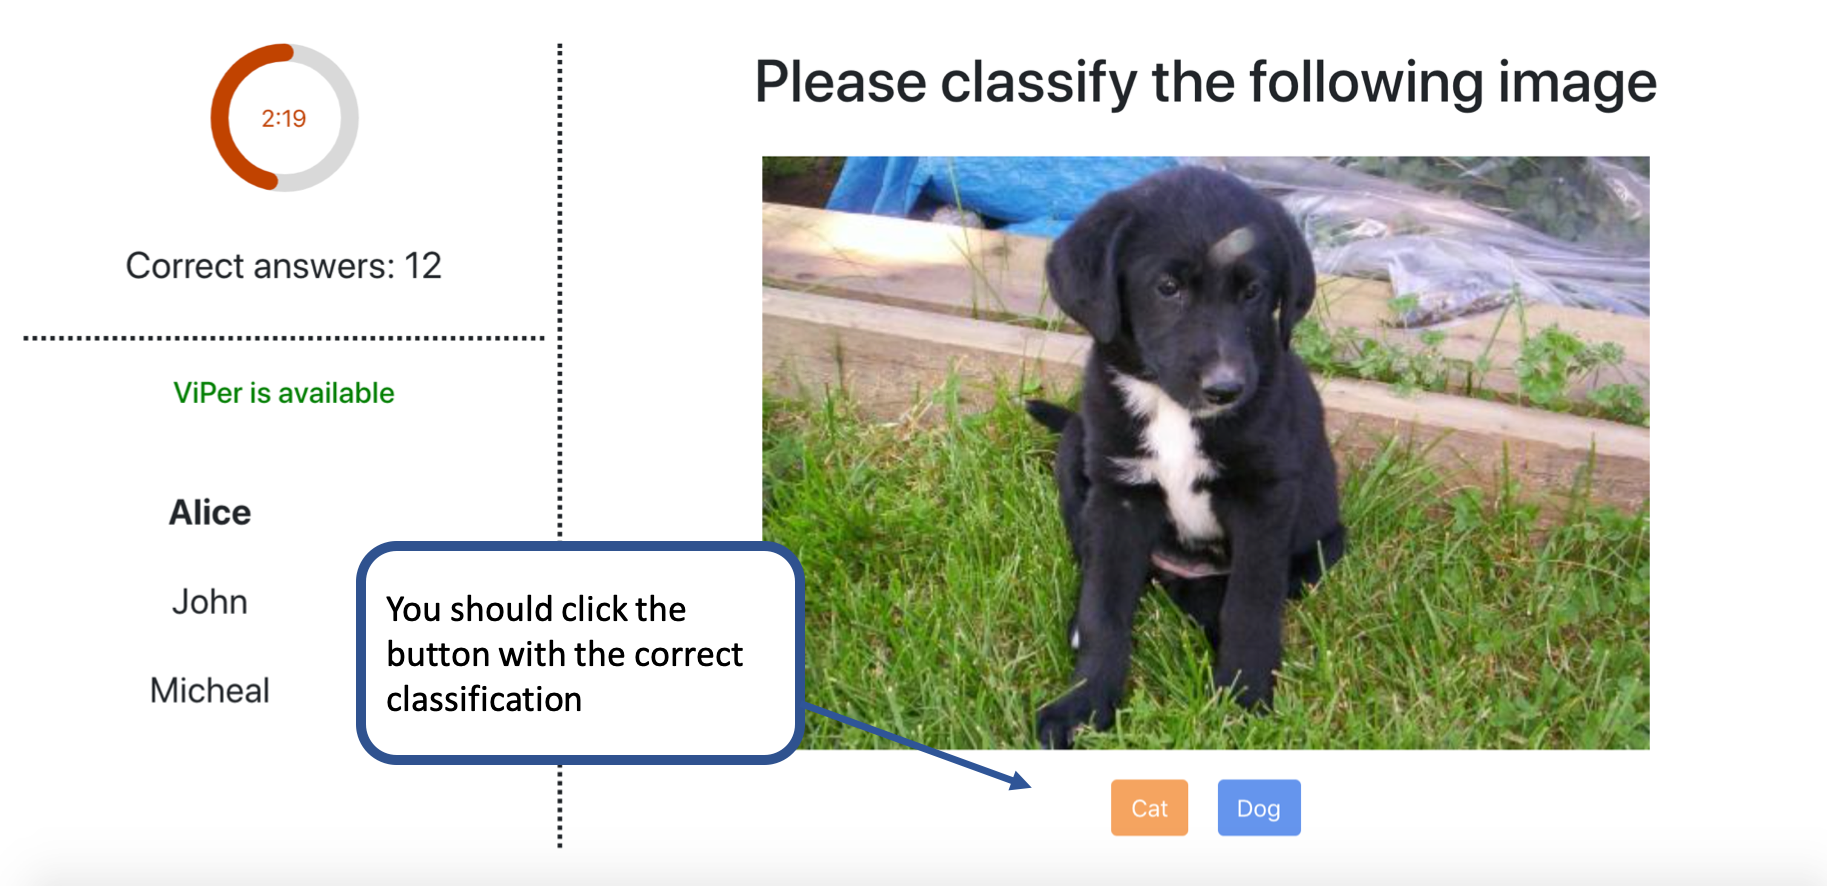 2:19
Correct answers: 12
ViPer is available
Alice
John
Micheal
Please classify the following image
You should click the
button with the correct
classification
Cat
Dog